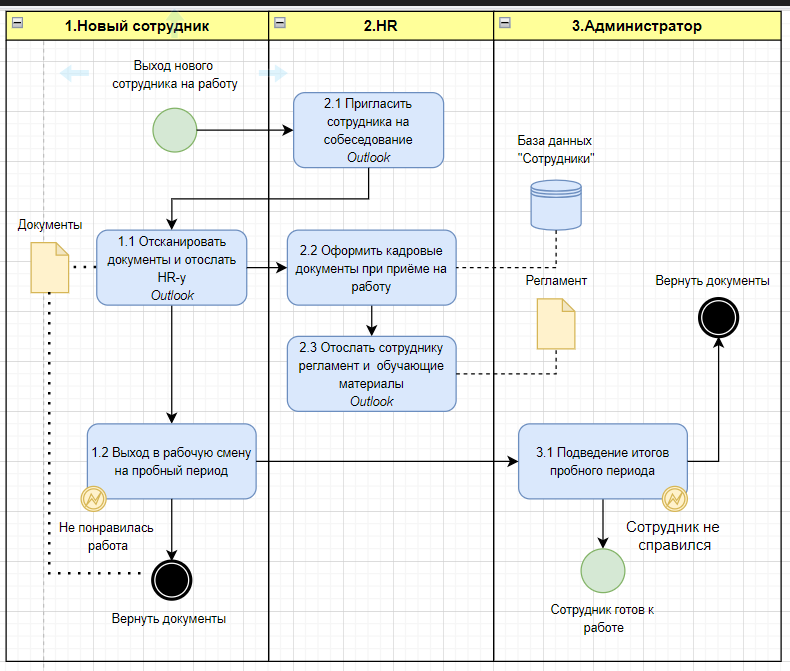 1.Новый сотрудник
2.HR
3.Администратор
Выход нового
сотрудника на работу
2.1 Пригласить
сотрудника на
собеседование
Outlook
База данных
"Сотрудники"
Документы
1.1 Отсканировать
документы и отослать
HR-у
Outlook
2.2 Оформить кадровые
документы при приёме на
работу
Регламент
Вернуть документы
2.3 Отослать сотруднику
регламент и обучающие
материалы
Outlook
1.2 Выход в рабочую смену
на пробный период
3.1 Подведение итогов
пробного периода
Не понравилась
работа
Сотрудник не
справился
Вернуть документы
Сотрудник готов к
работе